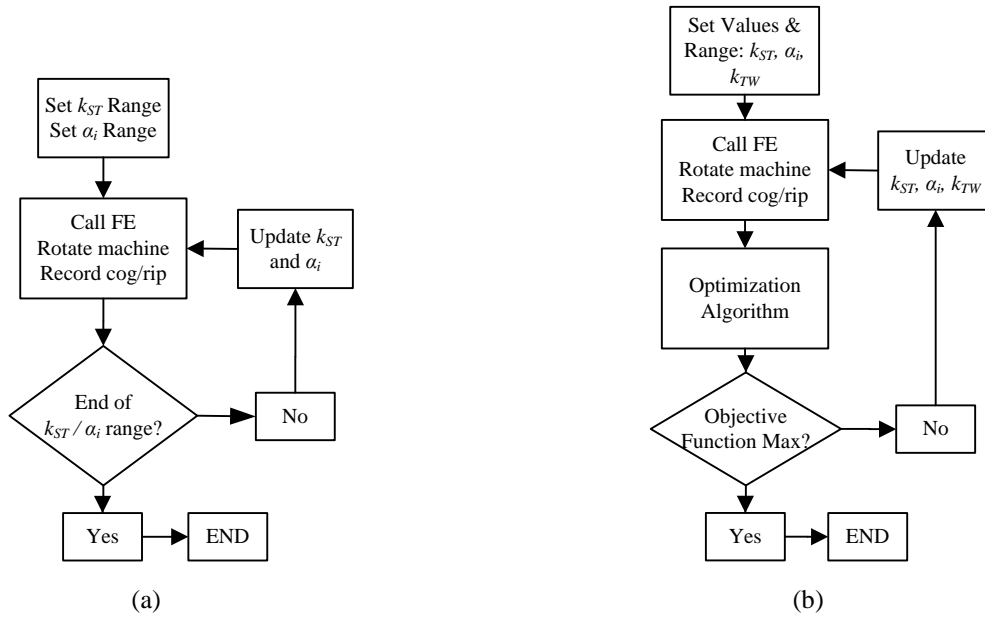 Set k_ST Range
Set α_i Range
Call FE
Rotate machine
Record cog/rip
Update k_ST
and α_i
End of
k_ST / α_i range?
No
Yes
END
(a)
Set Values &
Range: k_ST, α_i,
k_TW
Call FE
Rotate machine
Record cog/rip
Update
k_ST, α_i, k_TW
Optimization
Algorithm
Objective
Function Max?
No
Yes
END
(b)